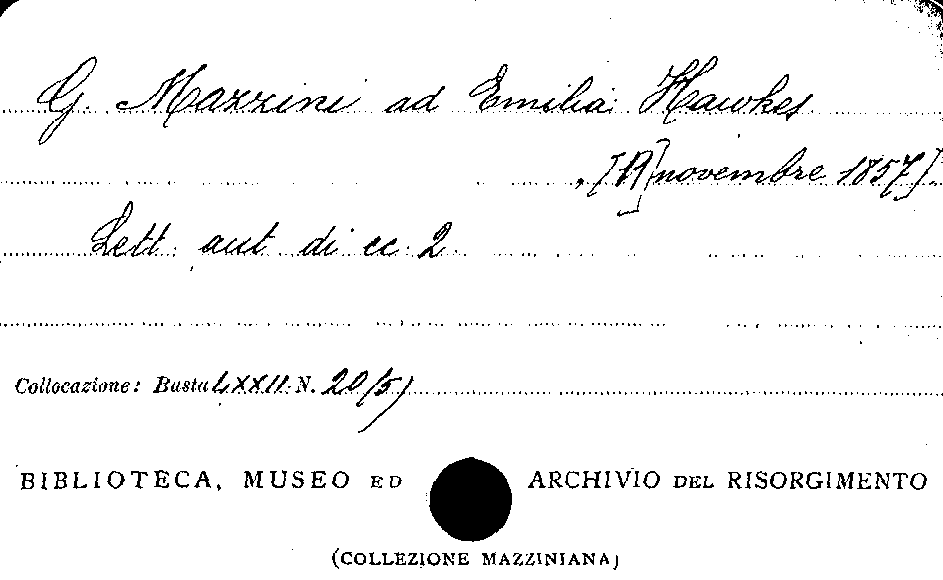 G. Mazzini ad Emilia Hawkes
, [19] novembre 1857].
Lett. aut. di cc. 2
Collocazione: Busta LXXII N. 20/5)
BIBLIOTECA, MUSEO ED ARCHIVIO DEL RISORGIMENTO
(COLLEZIONE MAZZINIANA)